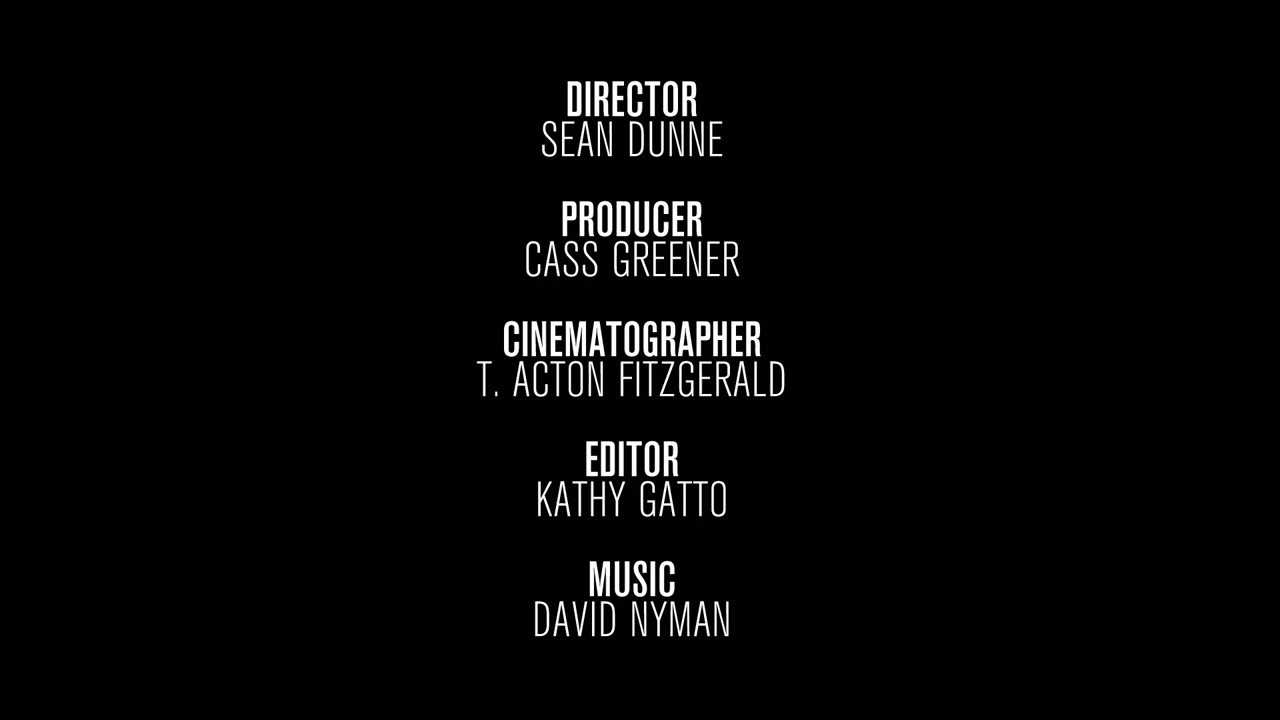 DIRECTOR
SEAN DUNNE
PRODUCER
CASS GREENER
CINEMATOGRAPHER
T. ACTON FITZGERALD
EDITOR
KATHY GATTO
MUSIC
DAVID NYMAN